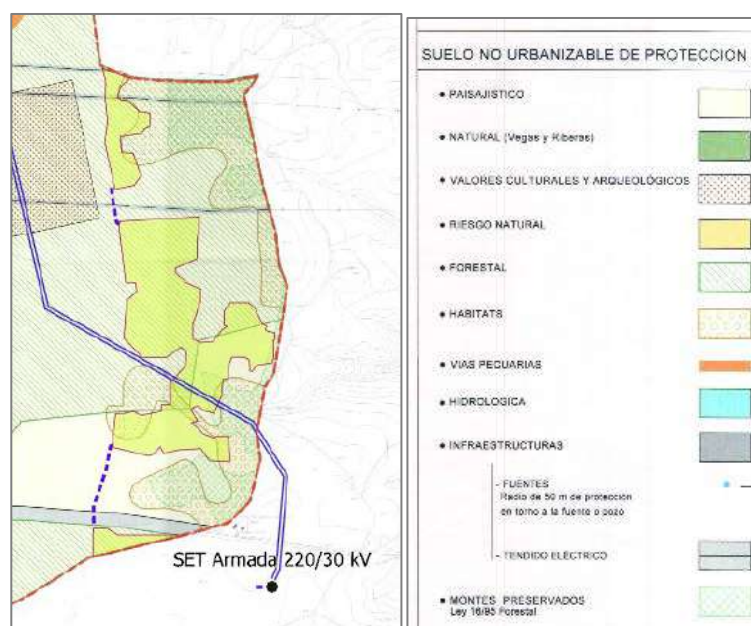 SET Armada 220/30 kV
SUELO NO URBANIZABLE DE PROTECCION
• PAISAJISTICO
• NATURAL (Vegas y Riberas)
• VALORES CULTURALES Y ARQUEOLÓGICOS
• RIESGO NATURAL
• FORESTAL
• HABITATS
• VIAS PECUARIAS
• HIDROLOGICA
• INFRAESTRUCTURAS
- FUENTES
Radio de 50 m de protección
en torno a la fuente o pozo
- TENDIDO ELÉCTRICO
• MONTES PRESERVADOS
Ley 16/95 Forestal